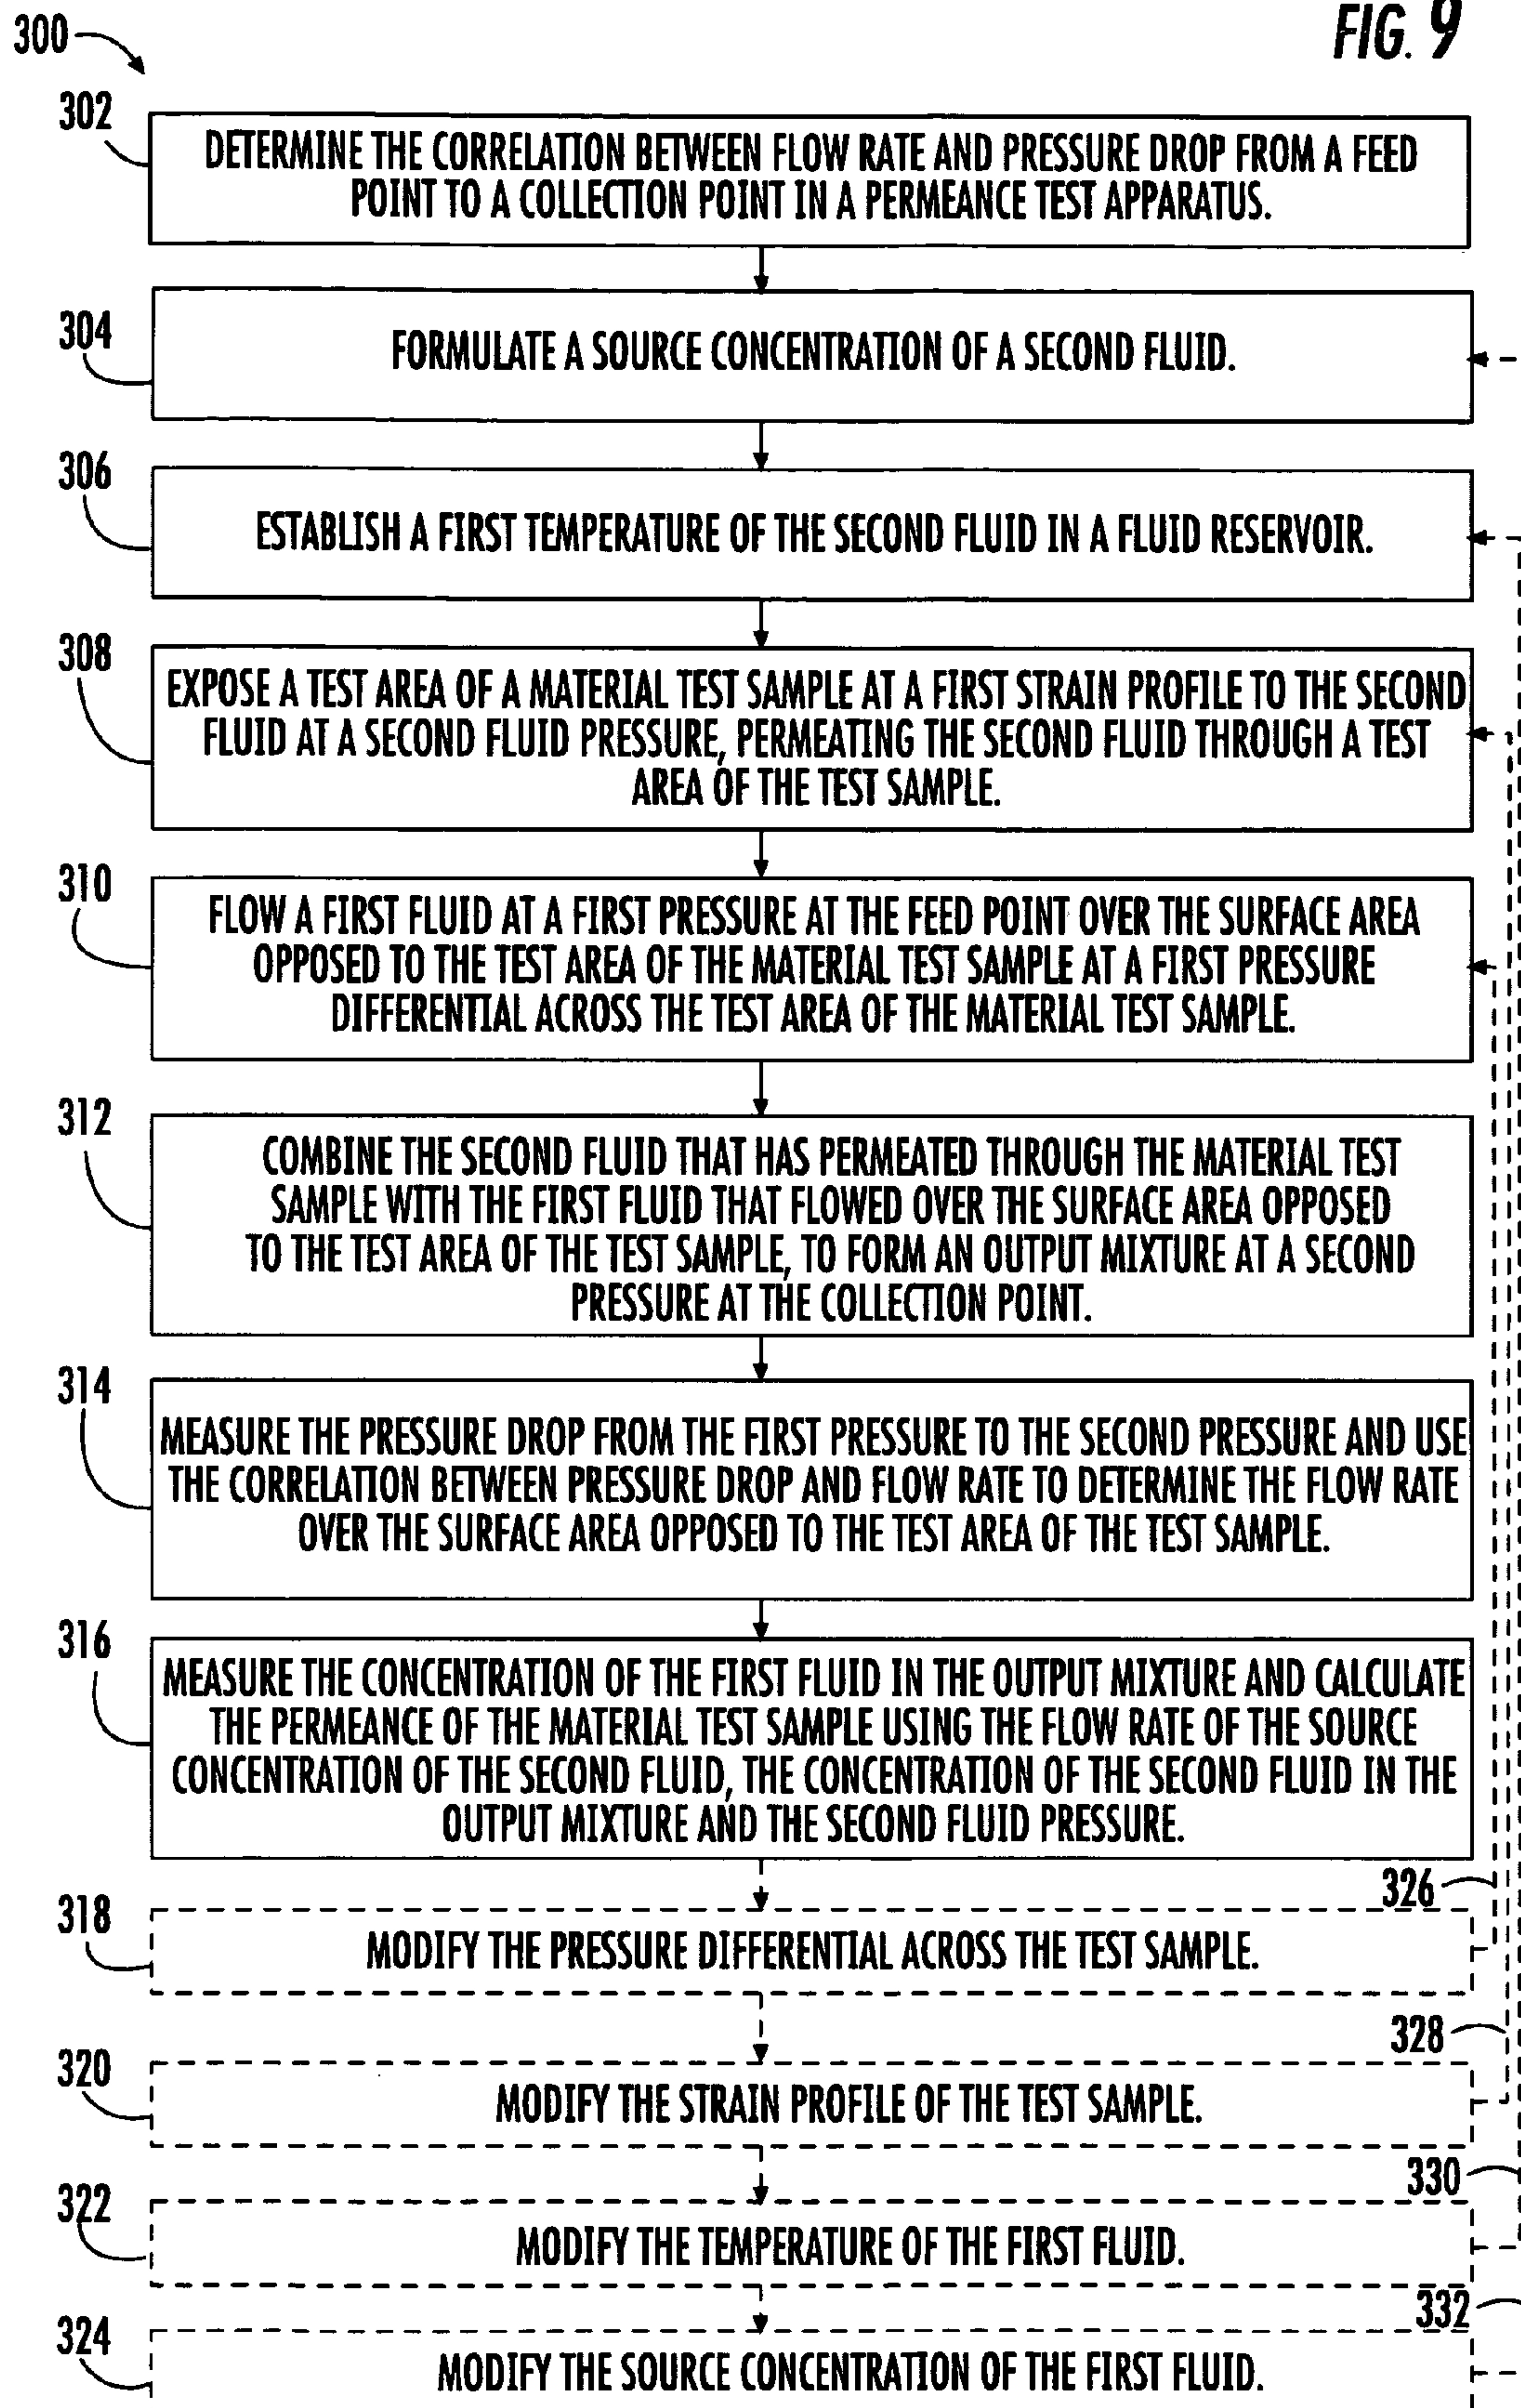 FIG. 9
300
302
DETERMINE THE CORRELATION BETWEEN FLOW RATE AND PRESSURE DROP FROM A FEED
POINT TO A COLLECTION POINT IN A PERMEANCE TEST APPARATUS.
304
FORMULATE A SOURCE CONCENTRATION OF A SECOND FLUID.
306
ESTABLISH A FIRST TEMPERATURE OF THE SECOND FLUID IN A FLUID RESERVOIR.
308
EXPOSE A TEST AREA OF A MATERIAL TEST SAMPLE AT A FIRST STRAIN PROFILE TO THE SECOND
FLUID AT A SECOND FLUID PRESSURE, PERMEATING THE SECOND FLUID THROUGH A TEST
AREA OF THE TEST SAMPLE.
310
FLOW A FIRST FLUID AT A FIRST PRESSURE AT THE FEED POINT OVER THE SURFACE AREA
OPPOSED TO THE TEST AREA OF THE MATERIAL TEST SAMPLE AT A FIRST PRESSURE
DIFFERENTIAL ACROSS THE TEST AREA OF THE MATERIAL TEST SAMPLE.
312
COMBINE THE SECOND FLUID THAT HAS PERMEATED THROUGH THE MATERIAL TEST
SAMPLE WITH THE FIRST FLUID THAT FLOWED OVER THE SURFACE AREA OPPOSED
TO THE TEST AREA OF THE TEST SAMPLE, TO FORM AN OUTPUT MIXTURE AT A SECOND
PRESSURE AT THE COLLECTION POINT.
314
MEASURE THE PRESSURE DROP FROM THE FIRST PRESSURE TO THE SECOND PRESSURE AND USE
THE CORRELATION BETWEEN PRESSURE DROP AND FLOW RATE TO DETERMINE THE FLOW RATE
OVER THE SURFACE AREA OPPOSED TO THE TEST AREA OF THE TEST SAMPLE.
316
MEASURE THE CONCENTRATION OF THE FIRST FLUID IN THE OUTPUT MIXTURE AND CALCULATE
THE PERMEANCE OF THE MATERIAL TEST SAMPLE USING THE FLOW RATE OF THE SOURCE
CONCENTRATION OF THE SECOND FLUID, THE CONCENTRATION OF THE SECOND FLUID IN THE
OUTPUT MIXTURE AND THE SECOND FLUID PRESSURE.
326
318
MODIFY THE PRESSURE DIFFERENTIAL ACROSS THE TEST SAMPLE.
328
320
MODIFY THE STRAIN PROFILE OF THE TEST SAMPLE.
330
322
MODIFY THE TEMPERATURE OF THE FIRST FLUID.
332
324
MODIFY THE SOURCE CONCENTRATION OF THE FIRST FLUID.